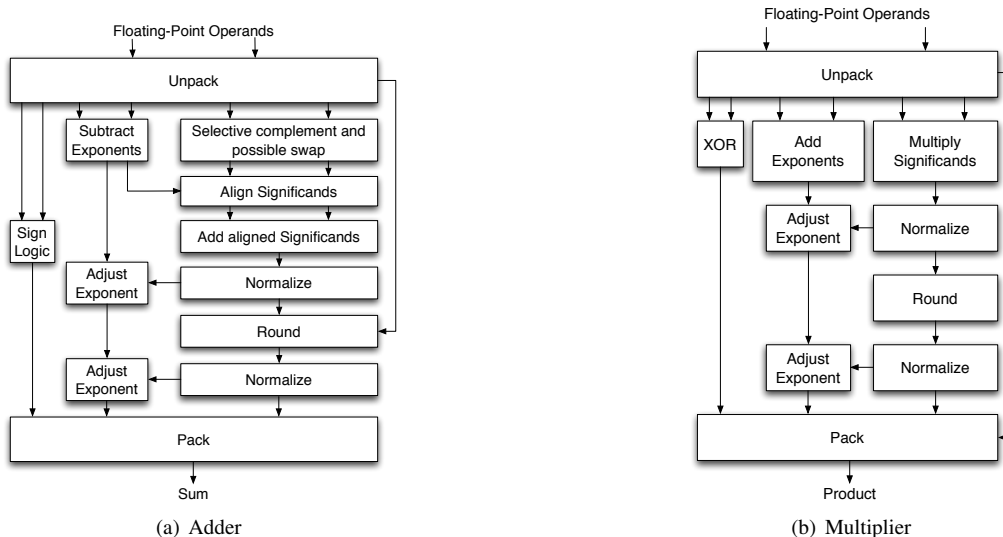 Floating-Point Operands
Unpack
Subtract
Exponents
Selective complement and
possible swap
Align Significands
Sign
Logic
Add aligned Significands
Adjust
Exponent
Normalize
Round
Adjust
Exponent
Normalize
Pack
Sum
(a) Adder
Floating-Point Operands
Unpack
XOR
Add
Exponents
Multiply
Significands
Adjust
Exponent
Normalize
Round
Adjust
Exponent
Normalize
Pack
Product
(b) Multiplier